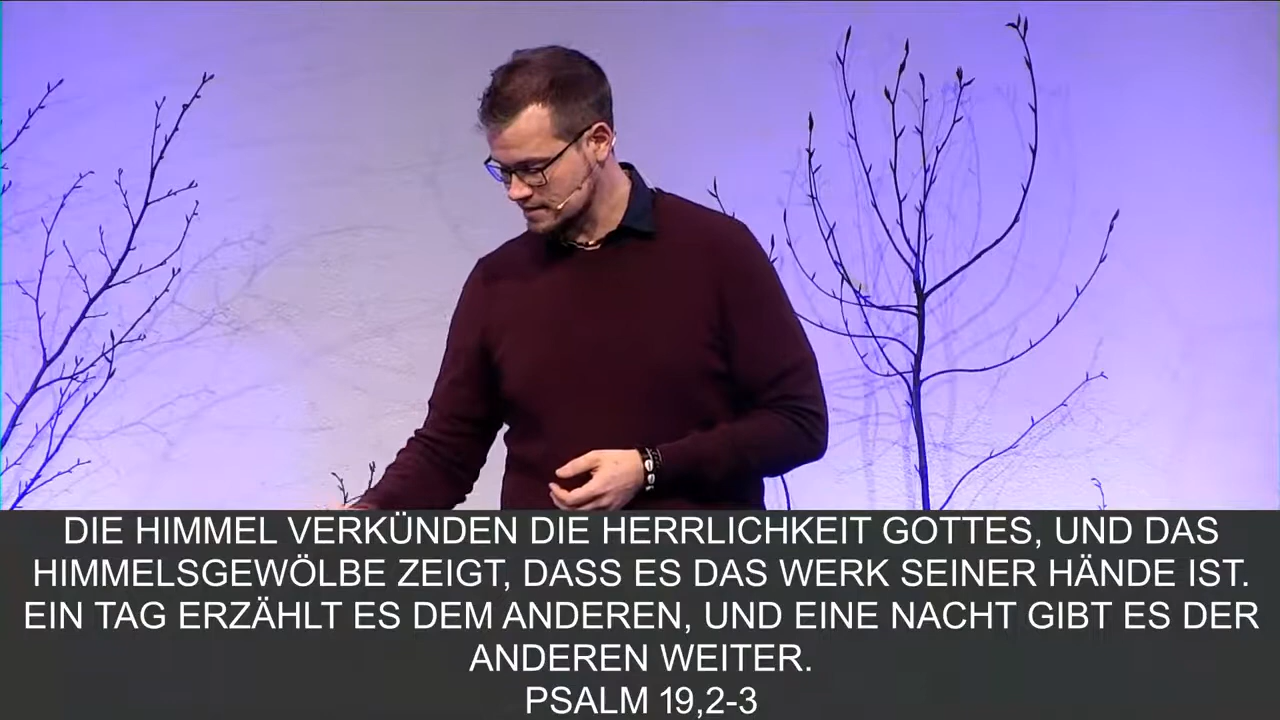 DIE HIMMEL VERKÜNDEN DIE HERRLICHKEIT GOTTES, UND DAS
HIMMELSGEWÖLBE ZEIGT, DASS ES DAS WERK SEINER HÄNDE IST.
EIN TAG ERZÄHLT ES DEM ANDEREN, UND EINE NACHT GIBT ES DER
ANDEREN WEITER.
PSALM 19,2-3